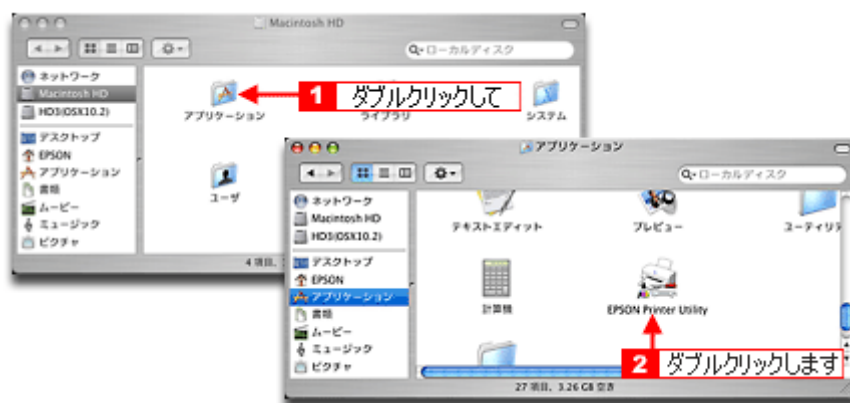 Macintosh HD
ローカルディスク
ネットワーク
Macintosh HD
HD3(OSX10.2)
デスクトップ
EPSON
アプリケーション
書類
ムービー
ミュージック
ピクチャ
アプリケーション
1 ダブルクリックして
ライブラリ
システム
ユーザ
4 項目、
アプリケーション
ローカルディスク
ネットワーク
Macintosh HD
HD3(OSX10.2)
デスクトップ
EPSON
アプリケーション
書類
ムービー
ミュージック
ピクチャ
テキストエディット
プレビュー
ユーティリテ
計算機
EPSON Printer Utility
2 ダブルクリックします
27 項目、3.26 GB 空き